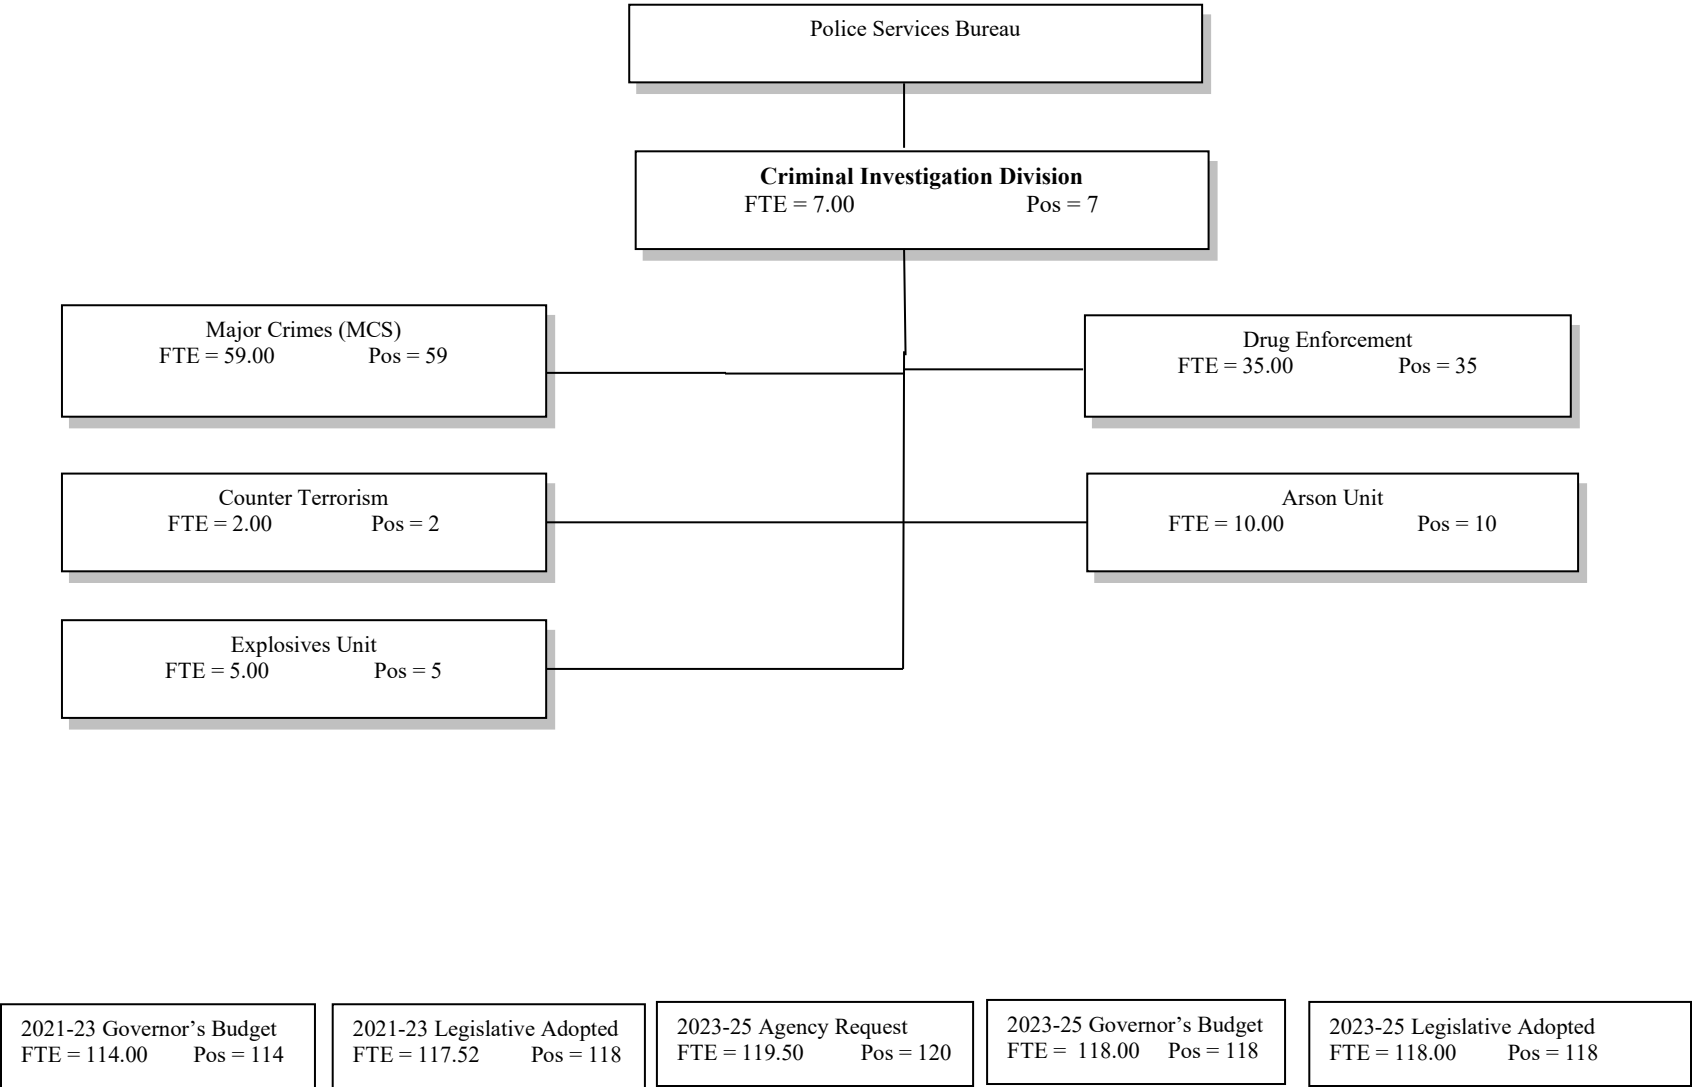 Police Services Bureau
Criminal Investigation Division
FTE = 7.00 Pos = 7
Major Crimes (MCS)
FTE = 59.00 Pos = 59
Drug Enforcement
FTE = 35.00 Pos = 35
Counter Terrorism
FTE = 2.00 Pos = 2
Arson Unit
FTE = 10.00 Pos = 10
Explosives Unit
FTE = 5.00 Pos = 5
2021-23 Governor’s Budget
FTE = 114.00 Pos = 114
2021-23 Legislative Adopted
FTE = 117.52 Pos = 118
2023-25 Agency Request
FTE = 119.50 Pos = 120
2023-25 Governor’s Budget
FTE = 118.00 Pos = 118
2023-25 Legislative Adopted
FTE = 118.00 Pos = 118